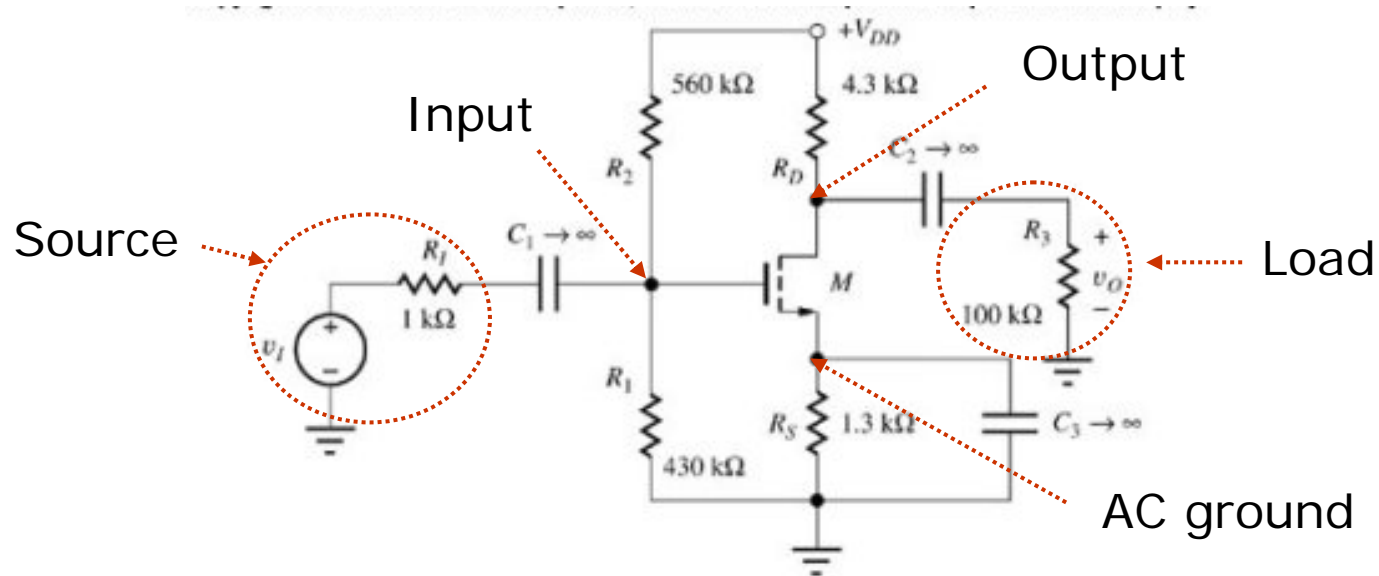 +V_DD
Output
560 kΩ
4.3 kΩ
Input
C_2 → ∞
R_2
R_D
Source
C_1 → ∞
R_I
R_3
+
Load
M
v_O
1 kΩ
−
100 kΩ
+
v_I
−
R_1
R_S
1.3 kΩ
C_3 → ∞
430 kΩ
AC ground